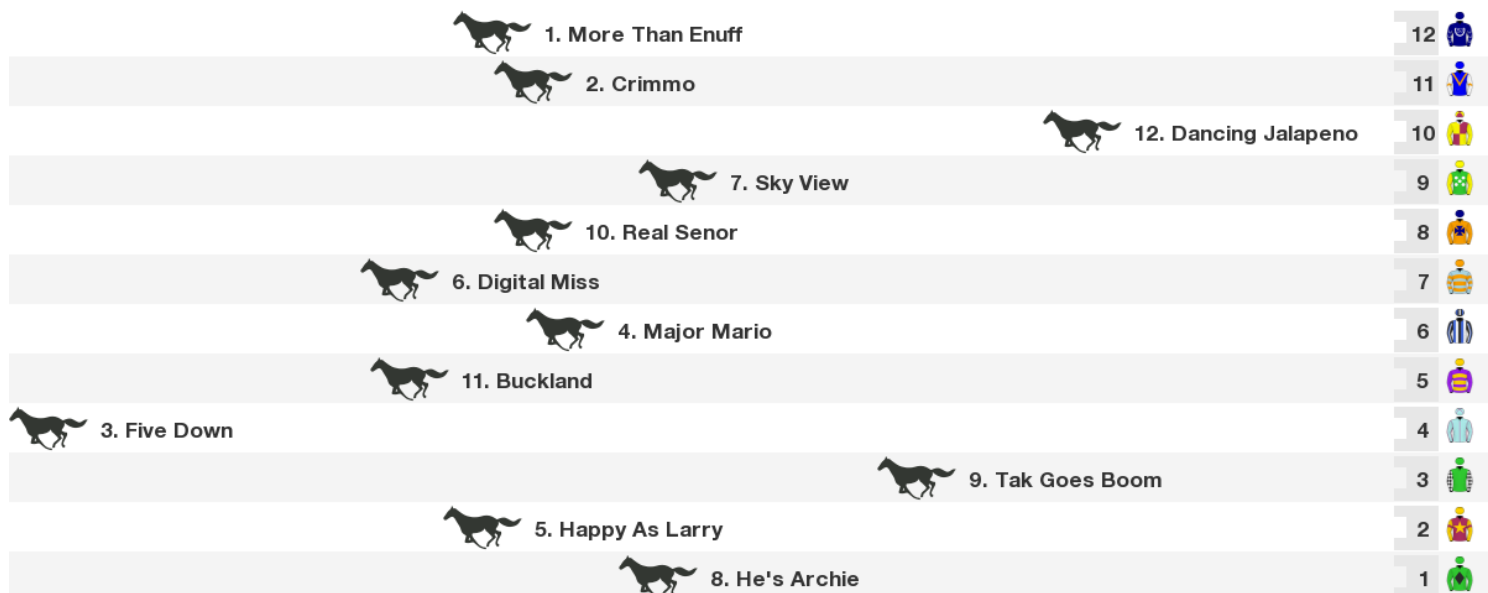 1. More Than Enuff 12
2. Crimmo 11
12. Dancing Jalapeno 10
7. Sky View 9
10. Real Senor 8
6. Digital Miss 7
4. Major Mario 6
11. Buckland 5
3. Five Down 4
9. Tak Goes Boom 3
5. Happy As Larry 2
8. He's Archie 1